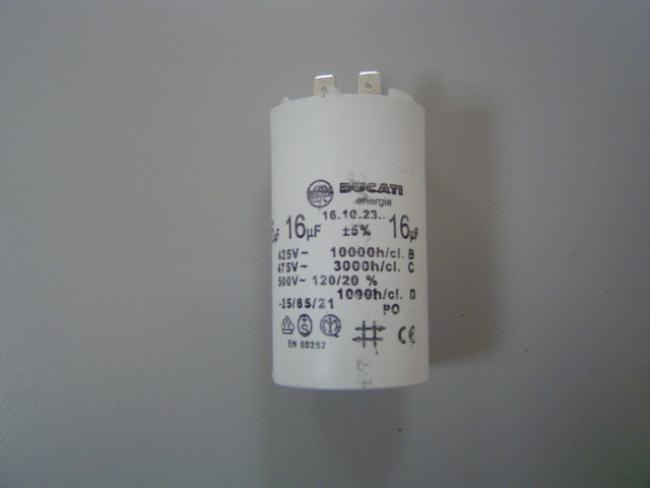 DUCATI
energia
16.10.23..
16µF ±5% 16µF
425V~ 10000h/cl. B
475V~ 3000h/cl. C
500V~ 120/20 %
1000h/cl. D
-25/85/21 PO
EN 60252 CE